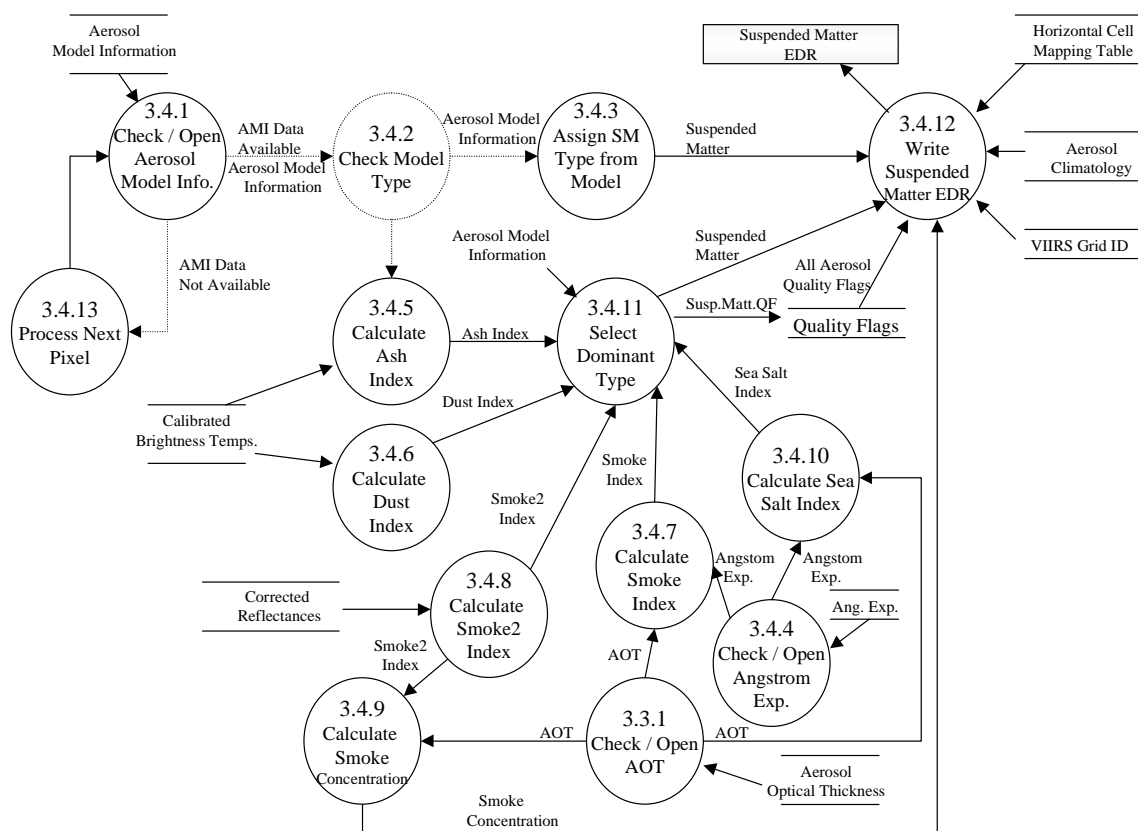 Aerosol
Model Information
Suspended Matter
EDR
Horizontal Cell
Mapping Table
3.4.1
Check / Open
Aerosol
Model Info.
AMI Data
Available
Aerosol Model
Information
3.4.2
Check Model
Type
Aerosol Model
Information
3.4.3
Assign SM
Type from
Model
Suspended
Matter
3.4.12
Write
Suspended
Matter EDR
Aerosol
Climatology
VIIRS Grid ID
AMI Data
Not Available
3.4.13
Process Next
Pixel
Aerosol Model
Information
Suspended
Matter
All Aerosol
Quality Flags
3.4.5
Calculate
Ash
Index
Ash Index
3.4.11
Select
Dominant
Type
Susp.Matt.QF
Quality Flags
Calibrated
Brightness Temps.
Dust Index
Sea Salt
Index
3.4.6
Calculate
Dust
Index
Smoke2
Index
Smoke
Index
3.4.10
Calculate Sea
Salt Index
3.4.7
Calculate
Smoke
Index
Angstom
Exp.
Angstom
Exp.
Corrected
Reflectances
3.4.8
Calculate
Smoke2
Index
3.4.4
Check / Open
Angstrom
Exp.
Ang. Exp.
Smoke2
Index
AOT
3.4.9
Calculate
Smoke
Concentration
AOT
3.3.1
Check / Open
AOT
AOT
Aerosol
Optical Thickness
Smoke
Concentration